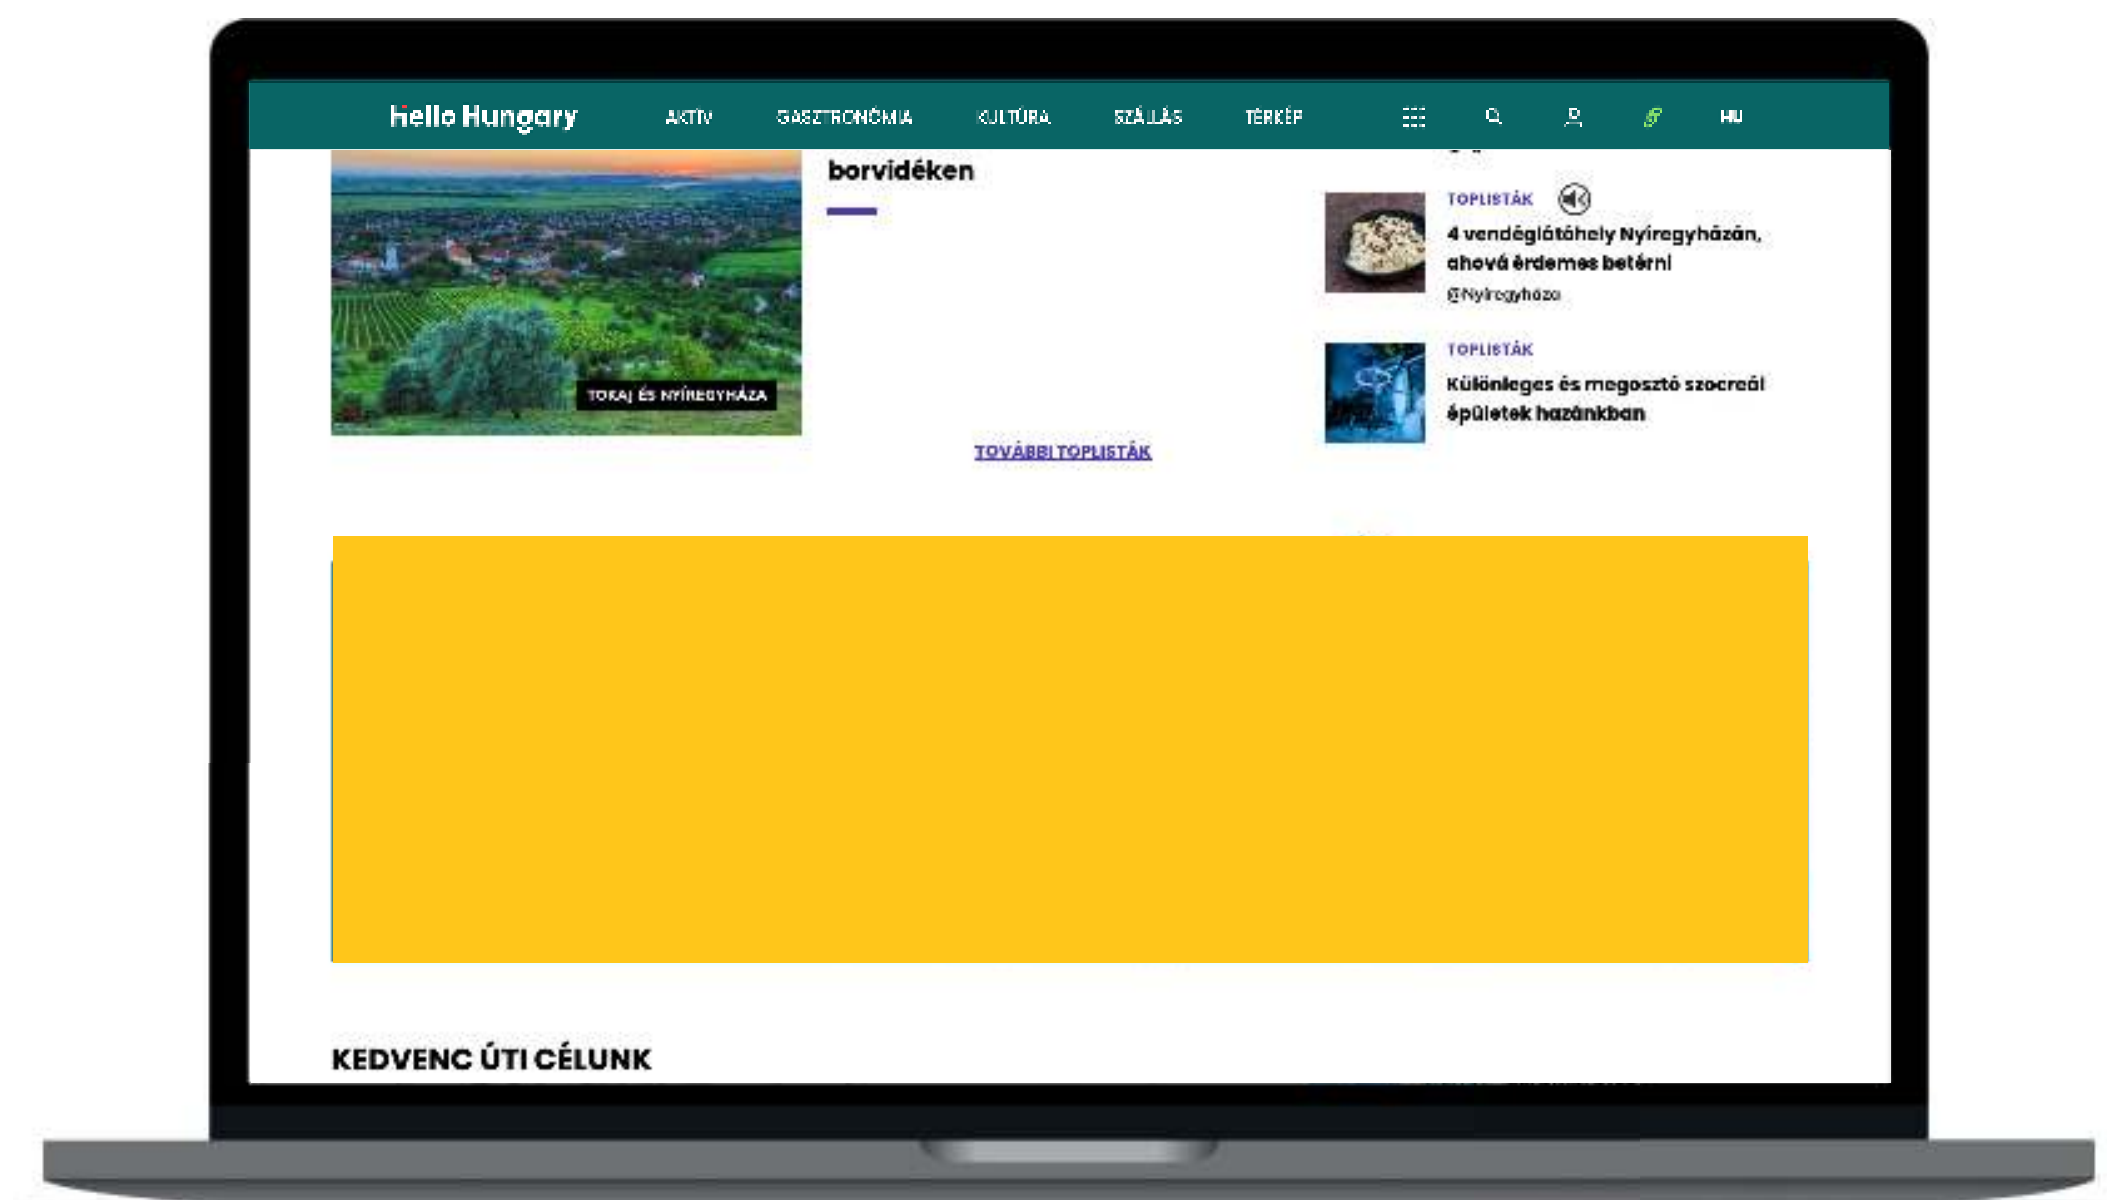 Hello Hungary
AKTÍV
GASZTRONÓMIA
KULTÚRA
SZÁLLÁS
TÉRKÉP
HU
borvidéken
TOKAJ ÉS NYÍREGYHÁZA
TOVÁBBI TOPLISTÁK
TOPLISTÁK
4 vendéglátóhely Nyíregyházán,
ahová érdemes betérni
@Nyíregyháza
TOPLISTÁK
Különleges és megosztó szocreál
épületek hazánkban
KEDVENC ÚTI CÉLUNK